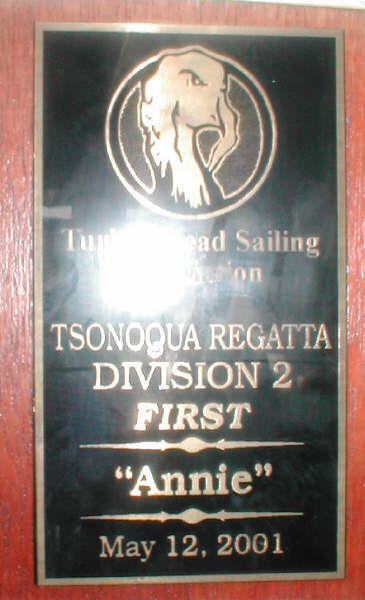 Sailing
TSONOQUA REGATTA
DIVISION 2
FIRST
"Annie"
May 12, 2001